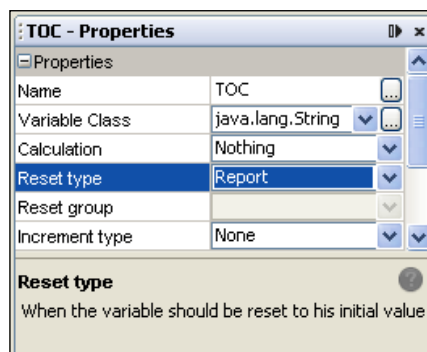 TOC - Properties
Properties
Name TOC ...
Variable Class java.lang.String ...
Calculation Nothing
Reset type Report
Reset group
Increment type None
Reset type ?
When the variable should be reset to his initial value